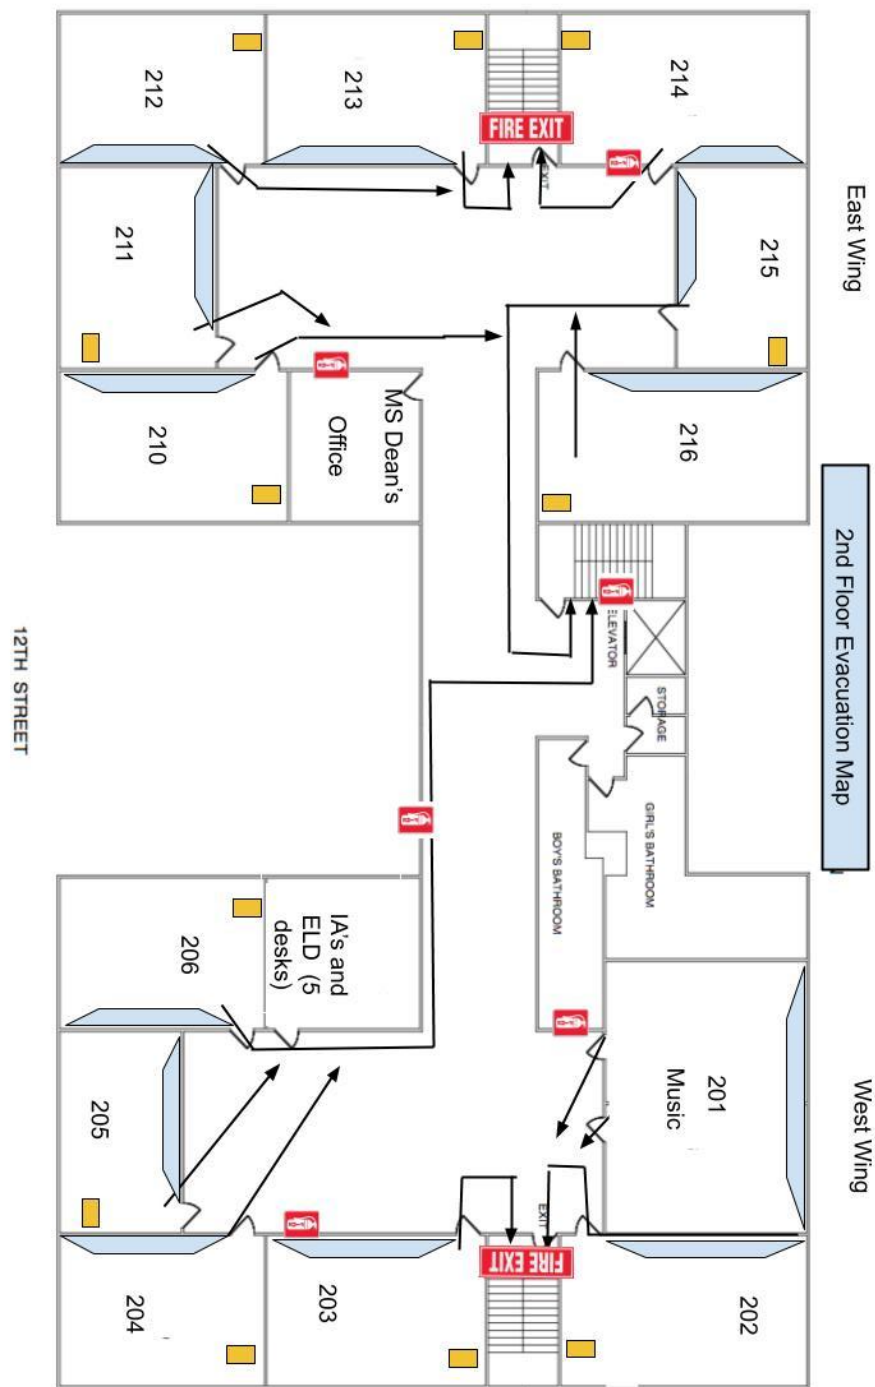 2nd Floor Evacuation Map
East Wing
West Wing
212
213
FIRE EXIT
214
EXIT
211
215
210
Office
MS Dean's
216
ELEVATOR
STORAGE
GIRL'S BATHROOM
BOY'S BATHROOM
12TH STREET
206
IA's and
ELD (5
desks)
201
Music
205
EXIT
FIRE EXIT
204
203
202